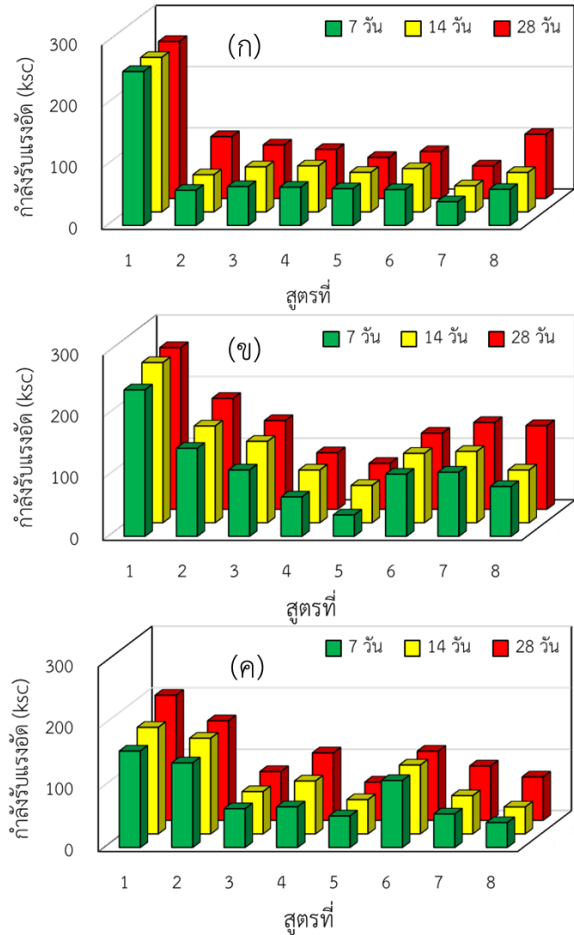 (ก)
7 วัน 14 วัน 28 วัน
กำลังรับแรงอัด (ksc)
300
200
100
0
1 2 3 4 5 6 7 8
สูตรที่
(ข)
7 วัน 14 วัน 28 วัน
กำลังรับแรงอัด (ksc)
300
200
100
0
1 2 3 4 5 6 7 8
สูตรที่
(ค)
7 วัน 14 วัน 28 วัน
กำลังรับแรงอัด (ksc)
300
200
100
0
1 2 3 4 5 6 7 8
สูตรที่